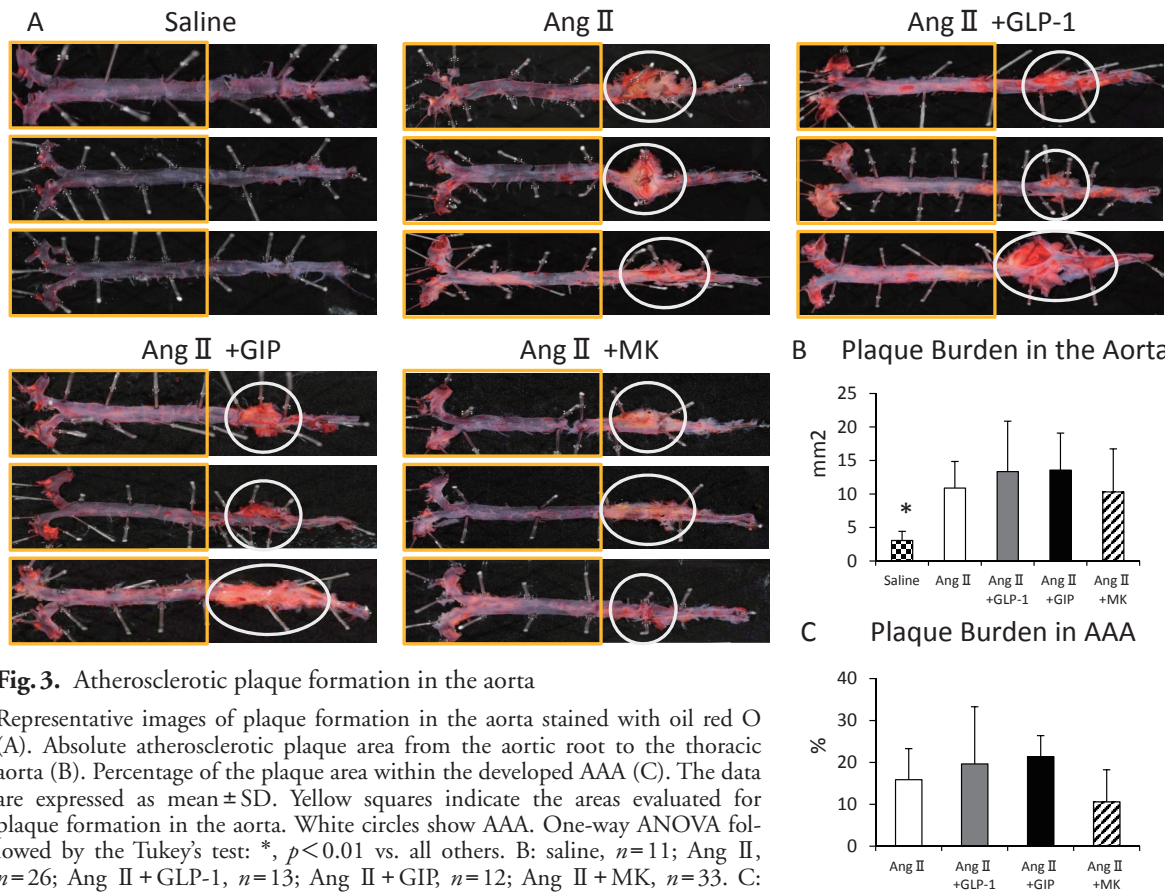 A
Saline
Ang Ⅱ
Ang Ⅱ +GLP-1
Ang Ⅱ +GIP
Ang Ⅱ +MK
B Plaque Burden in the Aorta
25
20
15
10
5
0
mm2
*
Saline
Ang Ⅱ
Ang Ⅱ +GLP-1
Ang Ⅱ +GIP
Ang Ⅱ +MK
C Plaque Burden in AAA
40
30
20
10
0
%
Ang Ⅱ
Ang Ⅱ +GLP-1
Ang Ⅱ +GIP
Ang Ⅱ +MK
Fig. 3. Atherosclerotic plaque formation in the aorta
Representative images of plaque formation in the aorta stained with oil red O
(A). Absolute atherosclerotic plaque area from the aortic root to the thoracic
aorta (B). Percentage of the plaque area within the developed AAA (C). The data
are expressed as mean ± SD. Yellow squares indicate the areas evaluated for
plaque formation in the aorta. White circles show AAA. One-way ANOVA fol-
lowed by the Tukey's test: *, p < 0.01 vs. all others. B: saline, n = 11; Ang Ⅱ,
n = 26; Ang Ⅱ + GLP-1, n = 13; Ang Ⅱ + GIP, n = 12; Ang Ⅱ + MK, n = 33. C: